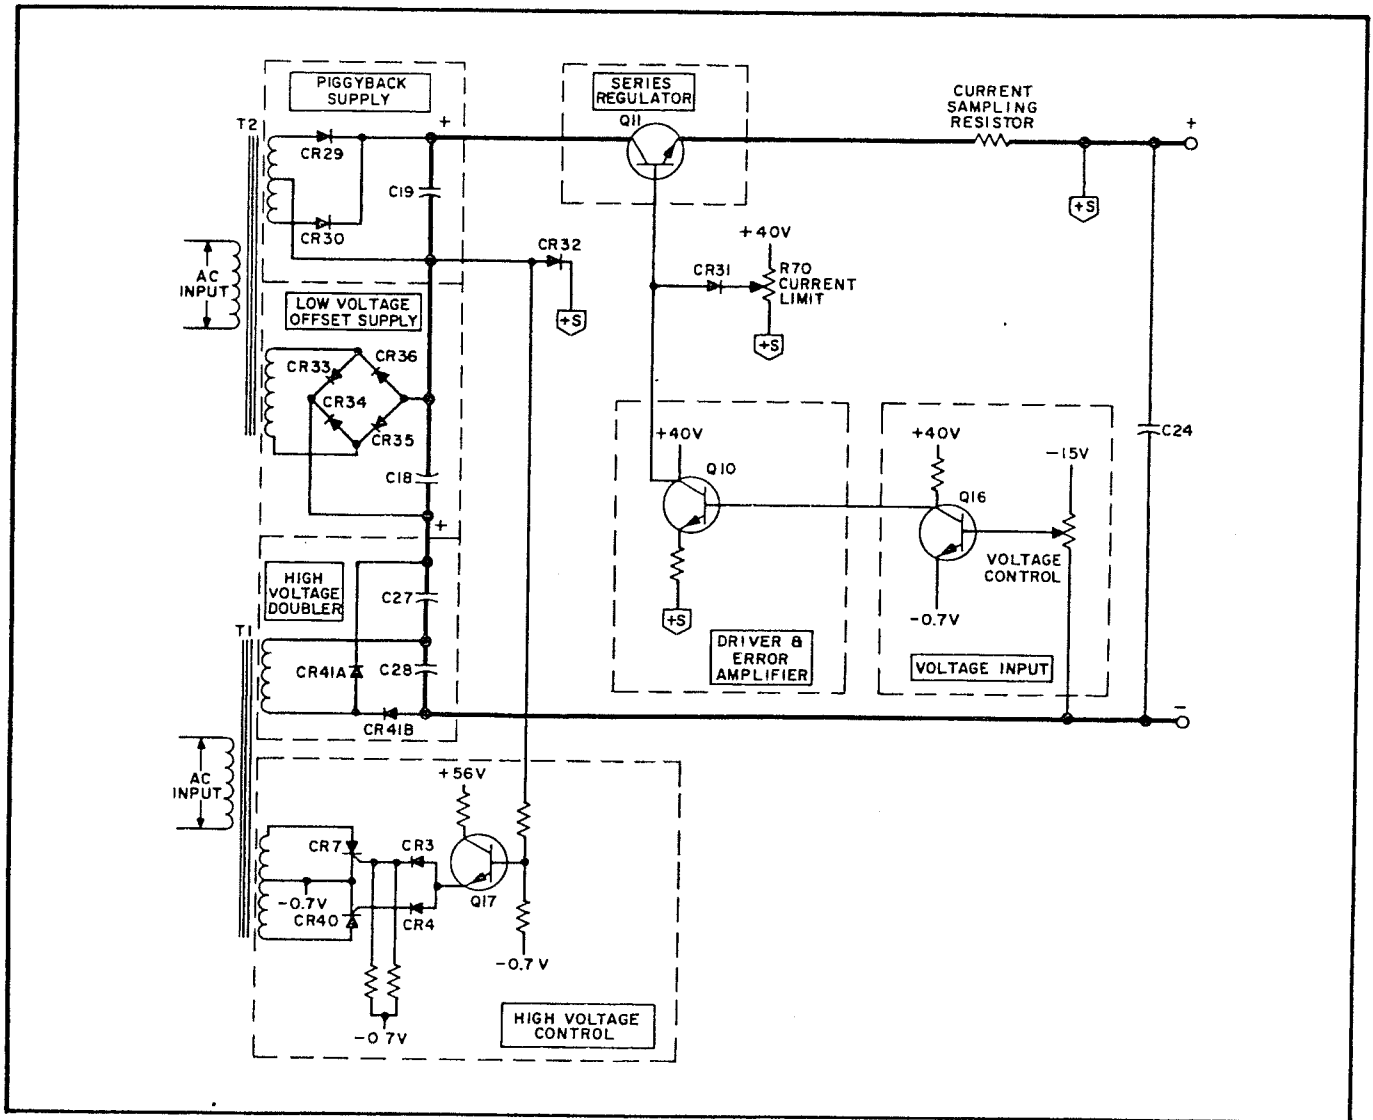 PIGGYBACK
SUPPLY
SERIES
REGULATOR
Q11
CURRENT
SAMPLING
RESISTOR
T2
+
+
CR29
C19
CR30
+S
CR32
+40V
AC
INPUT
CR31
R70
CURRENT
LIMIT
LOW VOLTAGE
OFFSET SUPPLY
+S
+S
CR33
CR36
CR34
CR35
C24
+40V
+40V
-15V
Q10
C18
Q16
+
VOLTAGE
CONTROL
HIGH
VOLTAGE
DOUBLER
C27
-0.7V
+S
T1
DRIVER &
ERROR
AMPLIFIER
VOLTAGE INPUT
CR41A
C28
-
CR41B
AC
INPUT
+56V
CR7
CR3
-0.7V
Q17
CR40
CR4
-0.7V
HIGH VOLTAGE
CONTROL
-0 7V